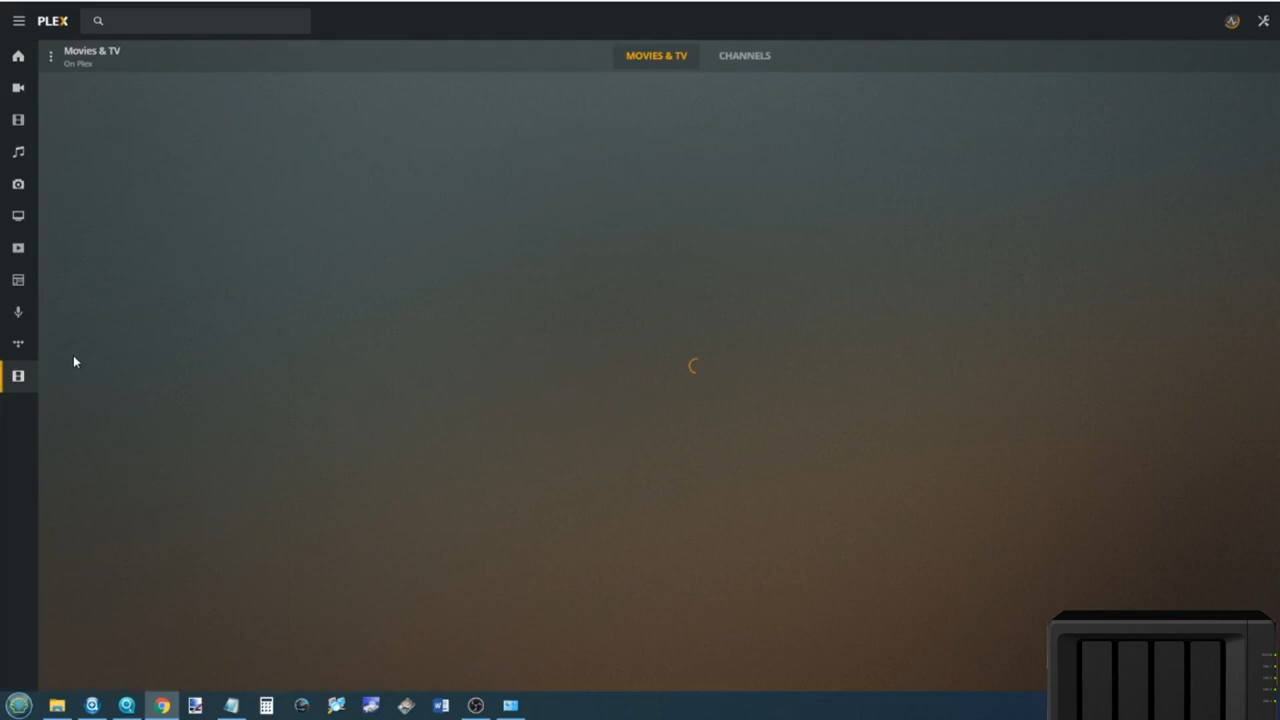 PLEX
Movies & TV
On Plex
MOVIES & TV
CHANNELS